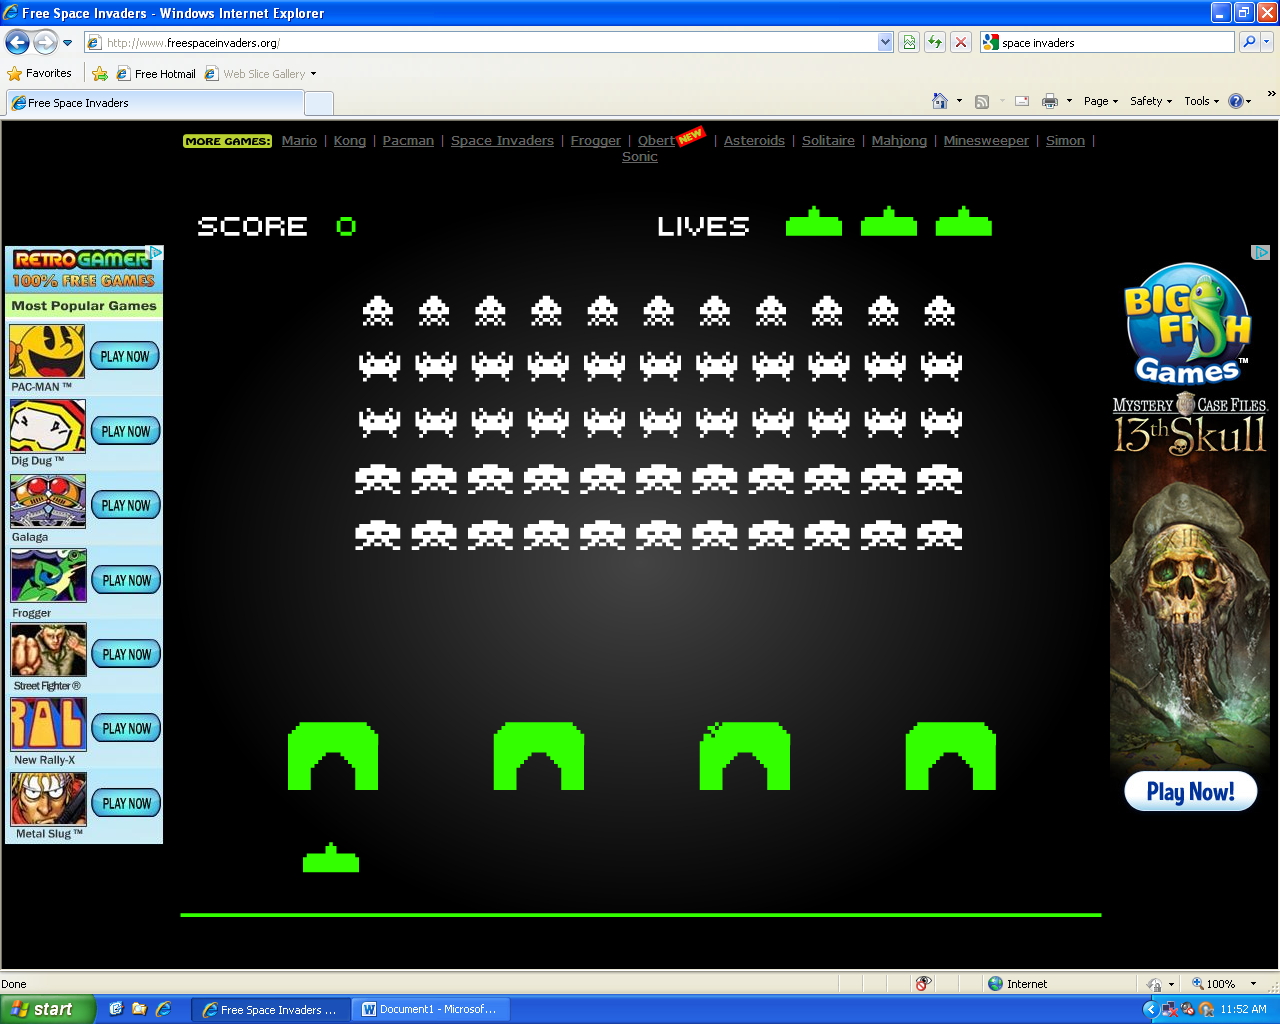 Free Space Invaders - Windows Internet Explorer
http://www.freespaceinvaders.org/
space invaders
Favorites
Free Hotmail
Web Slice Gallery
Free Space Invaders
Page
Safety
Tools
»
MORE GAMES: Mario | Kong | Pacman | Space Invaders | Frogger | Qbert NEW | Asteroids | Solitaire | Mahjong | Minesweeper | Simon |
Sonic
SCORE 0
LIVES
RETROGAMER
100% FREE GAMES
Most Popular Games
PLAY NOW
PAC-MAN ™
PLAY NOW
Dig Dug ™
PLAY NOW
Galaga
PLAY NOW
Frogger
PLAY NOW
Street Fighter ®
RAL
PLAY NOW
New Rally-X
PLAY NOW
Metal Slug ™
BIG
FISH
Games™
MYSTERY CASE FILES®
13th Skull
XIII
Play Now!
Done
Internet
100%
start
Free Space Invaders ...
Document1 - Microsof...
11:52 AM